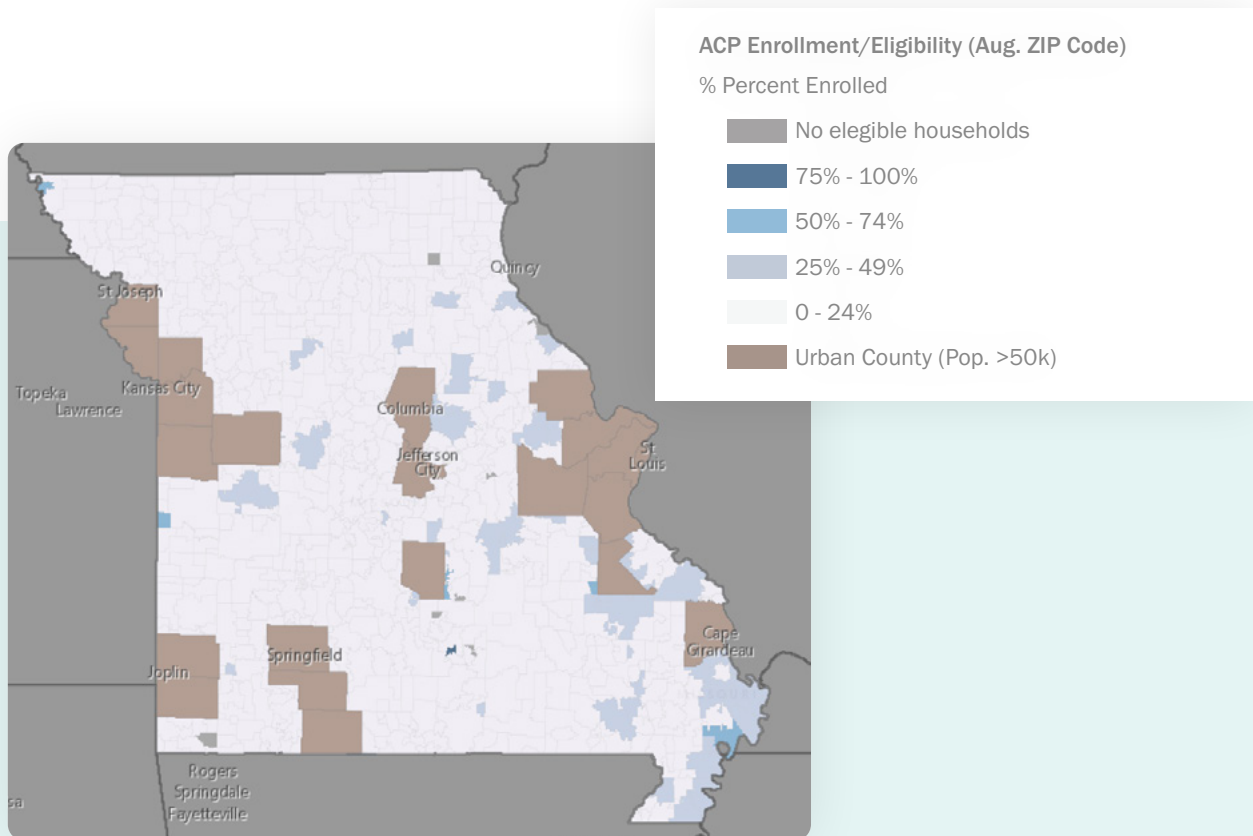 ACP Enrollment/Eligibility (Aug. ZIP Code)
% Percent Enrolled
No elegible households
75% - 100%
50% - 74%
25% - 49%
0 - 24%
Urban County (Pop. >50k)
Quincy
St Joseph
Topeka
Lawrence
Kansas City
Columbia
Jefferson
City
St
Louis
Cape
Girardeau
Springfield
Joplin
Rogers
Springdale
Fayetteville
sa